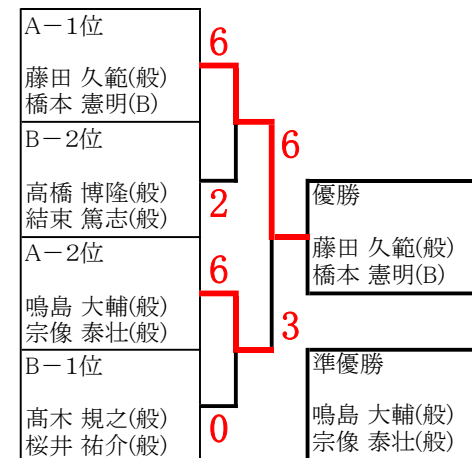 A－1位
藤田 久範(般)
橋本 憲明(B)
6
B－2位
高橋 博隆(般)
結束 篤志(般)
2
A－2位
鳴島 大輔(般)
宗像 泰壮(般)
6
B－1位
髙木 規之(般)
桜井 祐介(般)
0
6
3
優勝
藤田 久範(般)
橋本 憲明(B)
準優勝
鳴島 大輔(般)
宗像 泰壮(般)